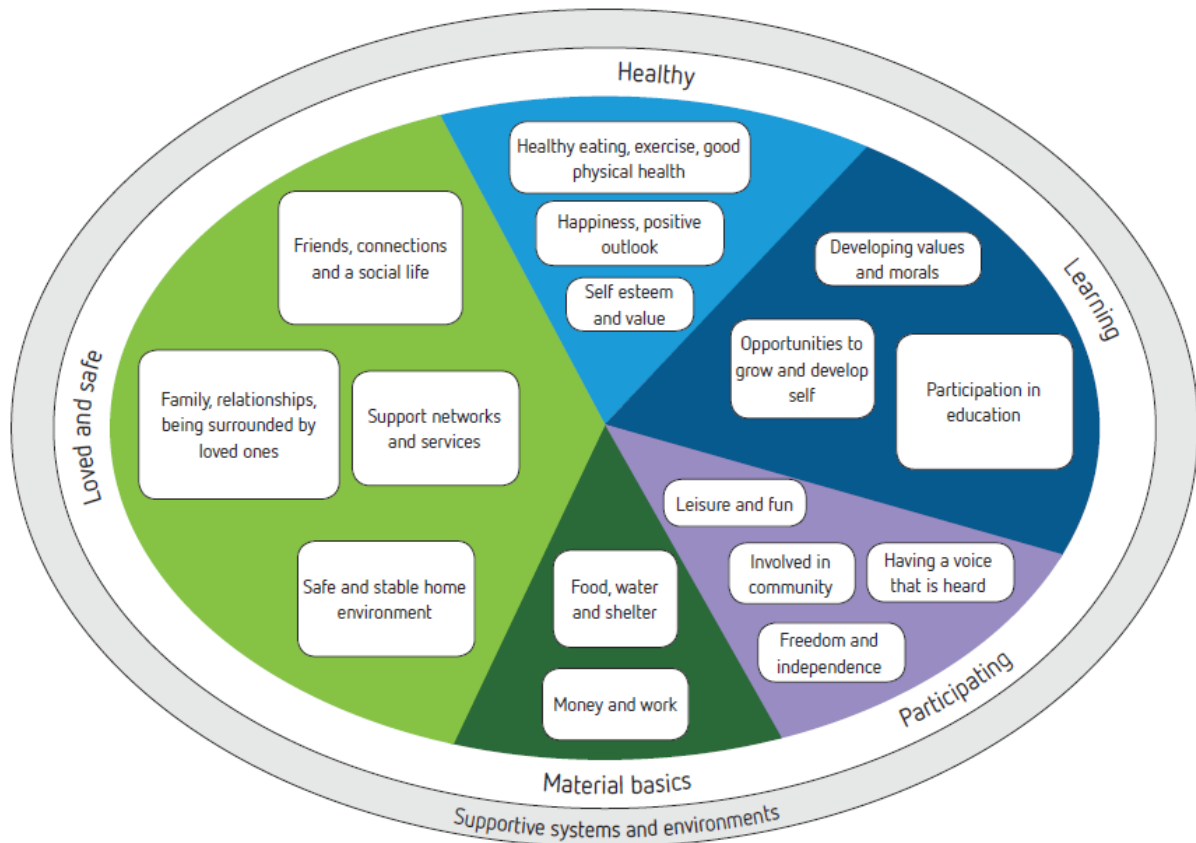 Healthy
Healthy eating, exercise, good
physical health
Happiness, positive
outlook
Self esteem
and value
Learning
Developing values
and morals
Opportunities to
grow and develop
self
Participation in
education
Participating
Leisure and fun
Involved in
community
Having a voice
that is heard
Freedom and
independence
Material basics
Food, water
and shelter
Money and work
Loved and safe
Friends, connections
and a social life
Family, relationships,
being surrounded by
loved ones
Support networks
and services
Safe and stable home
environment
Supportive systems and environments